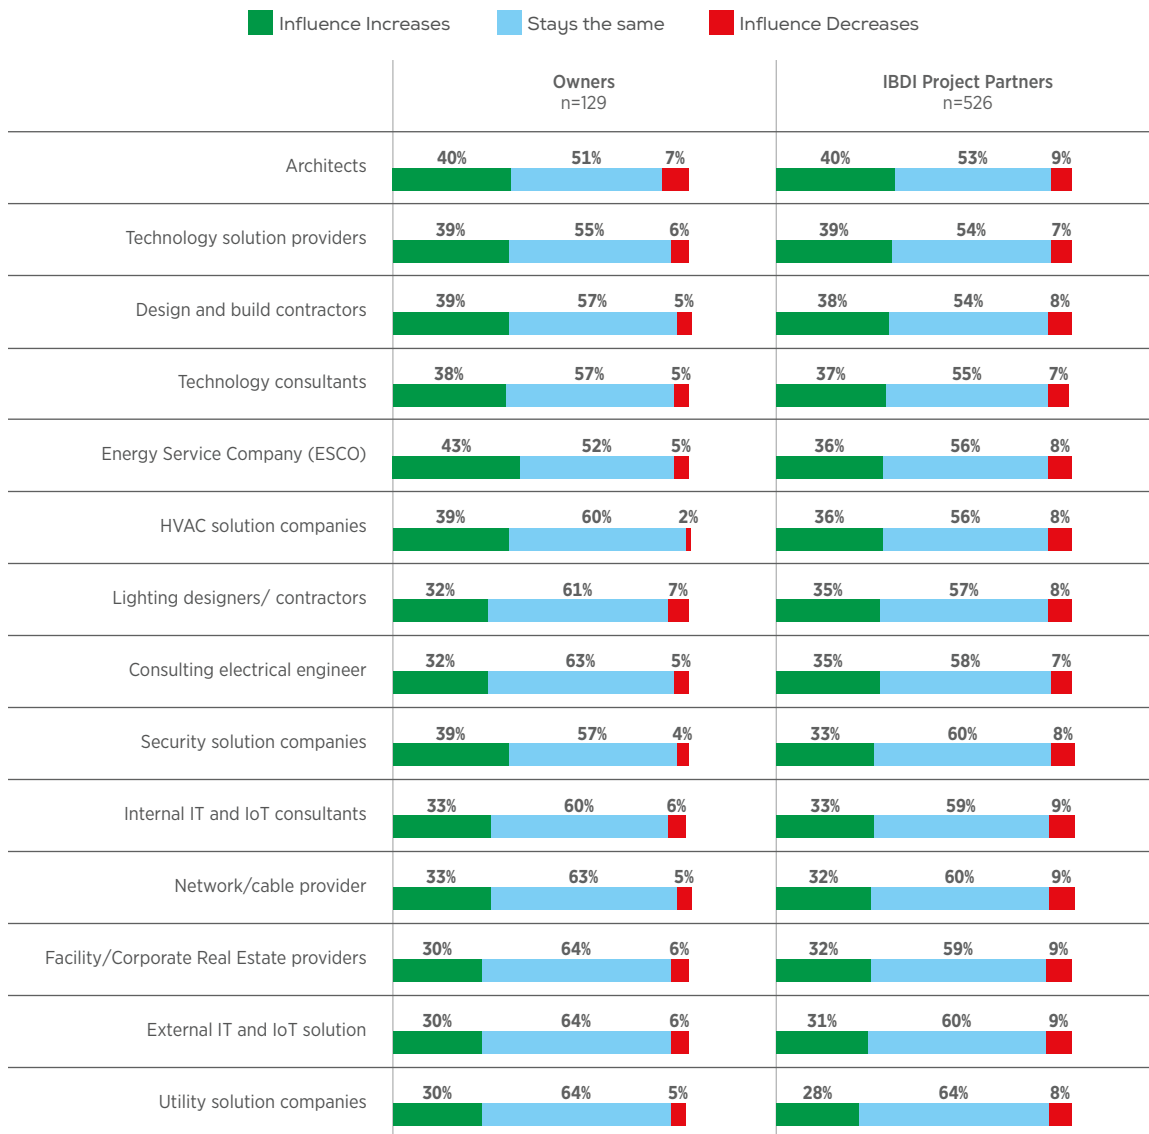 Influence Increases Stays the same Influence Decreases
Owners IBDI Project Partners
n=129 n=526
Architects 40% 51% 7% 40% 53% 9%
Technology solution providers 39% 55% 6% 39% 54% 7%
Design and build contractors 39% 57% 5% 38% 54% 8%
Technology consultants 38% 57% 5% 37% 55% 7%
Energy Service Company (ESCO) 43% 52% 5% 36% 56% 8%
HVAC solution companies 39% 60% 2% 36% 56% 8%
Lighting designers/ contractors 32% 61% 7% 35% 57% 8%
Consulting electrical engineer 32% 63% 5% 35% 58% 7%
Security solution companies 39% 57% 4% 33% 60% 8%
Internal IT and IoT consultants 33% 60% 6% 33% 59% 9%
Network/cable provider 33% 63% 5% 32% 60% 9%
Facility/Corporate Real Estate providers 30% 64% 6% 32% 59% 9%
External IT and IoT solution 30% 64% 6% 31% 60% 9%
Utility solution companies 30% 64% 5% 28% 64% 8%